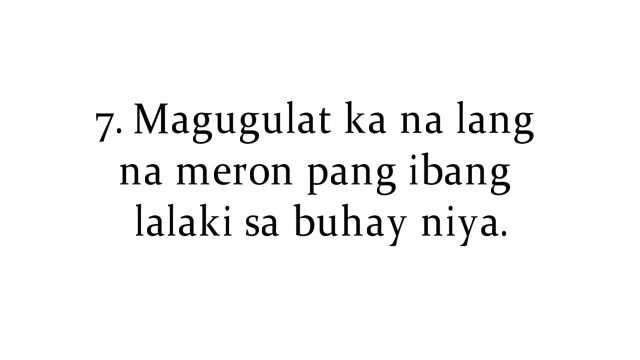 7. Magugulat ka na lang
na meron pang ibang
lalaki sa buhay niya.